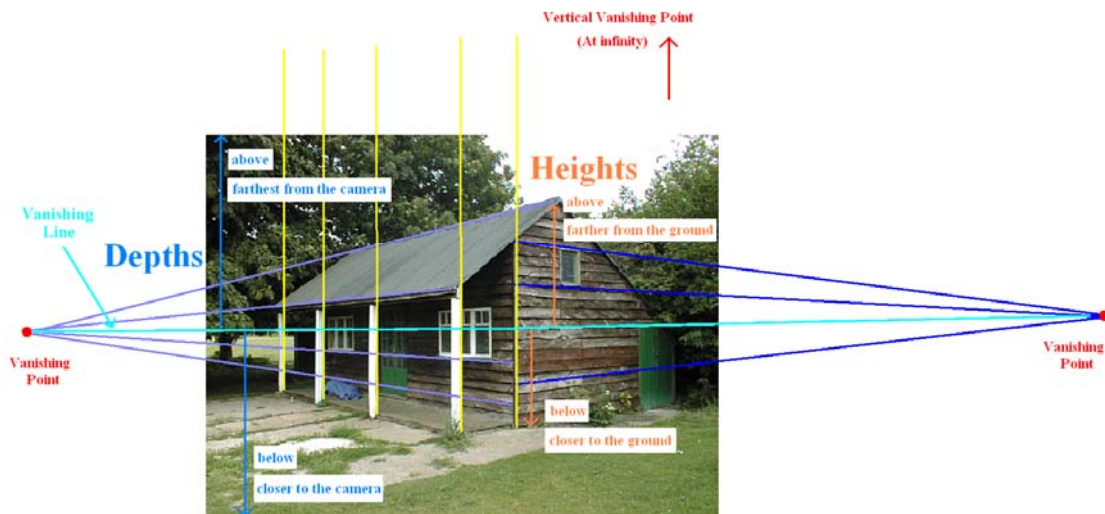 Vertical Vanishing Point
(At infinity)
above
farthest from the camera
Heights
above
farther from the ground
Vanishing
Line
Depths
Vanishing
Point
Vanishing
Point
below
closer to the ground
below
closer to the camera